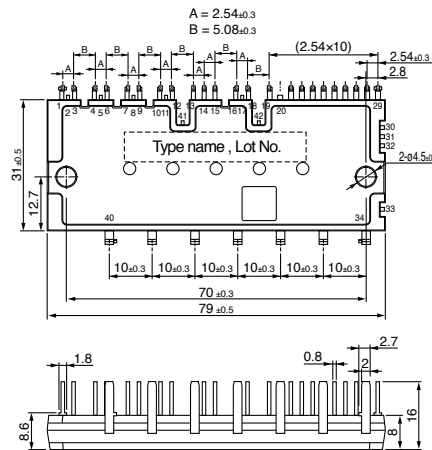 A = 2.54±0.3
B = 5.08±0.3
B B B B B B (2.54×10) 2.54±0.3
A A A A A A 2.8
1 2 3 4 5 6 7 8 9 10 11 12 13 14 15 16 17 18 19 20 29
41 42
30
31
32
33
Type name , Lot No.
31 ±0.5
12.7
2-ø4.5±
40 34
10±0.3 10±0.3 10±0.3 10±0.3 10±0.3 10±0.3
70 ±0.3
79 ±0.5
1.8 0.8 2.7
2
8.6 8 16